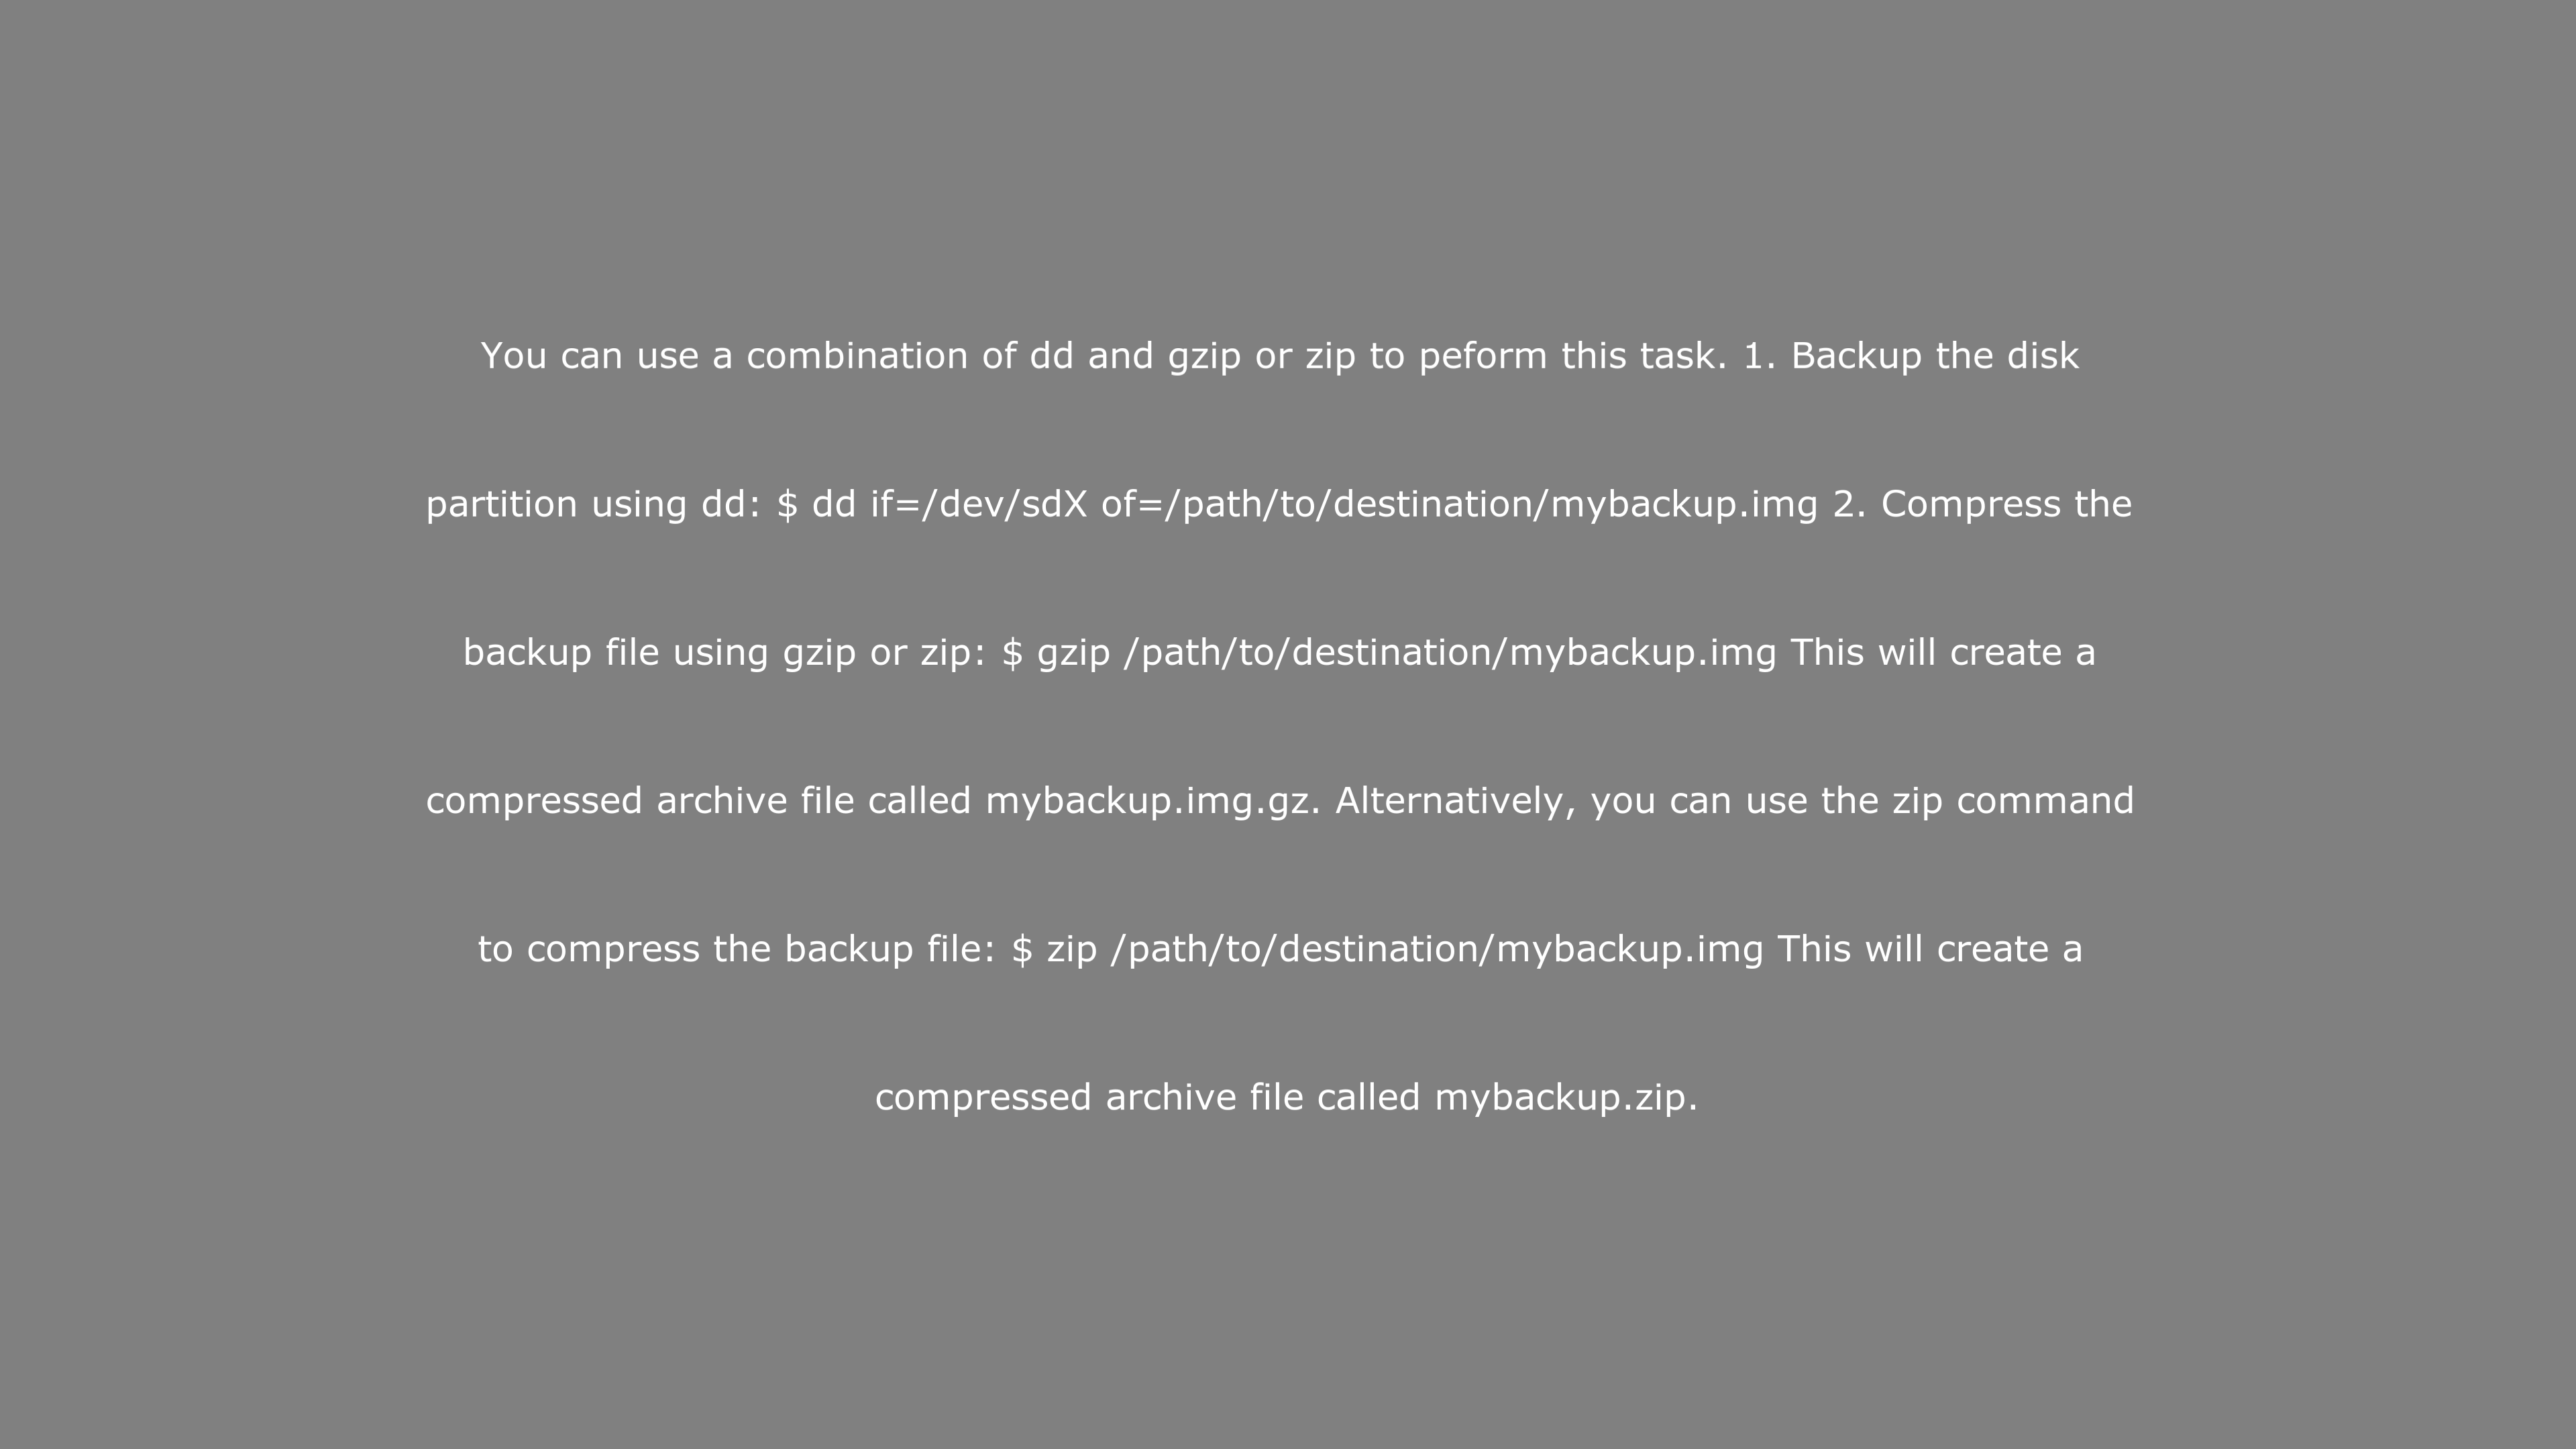 You can use a combination of dd and gzip or zip to peform this task. 1. Backup the disk
partition using dd: $ dd if=/dev/sdX of=/path/to/destination/mybackup.img 2. Compress the
backup file using gzip or zip: $ gzip /path/to/destination/mybackup.img This will create a
compressed archive file called mybackup.img.gz. Alternatively, you can use the zip command
to compress the backup file: $ zip /path/to/destination/mybackup.img This will create a
compressed archive file called mybackup.zip.